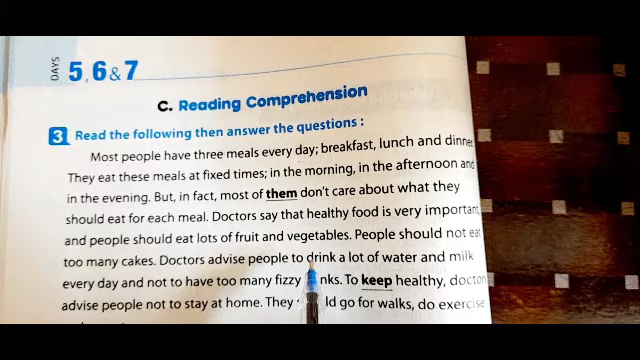 DAYS 5, 6 & 7
C. Reading Comprehension
3 Read the following then answer the questions :
Most people have three meals every day; breakfast, lunch and dinne
They eat these meals at fixed times; in the morning, in the afternoon and
in the evening. But, in fact, most of them don't care about what they
should eat for each meal. Doctors say that healthy food is very important,
and people should eat lots of fruit and vegetables. People should not eat
too many cakes. Doctors advise people to drink a lot of water and milk
every day and not to have too many fizzy nks. To keep healthy, doctor
advise people not to stay at home. They ld go for walks, do exercise